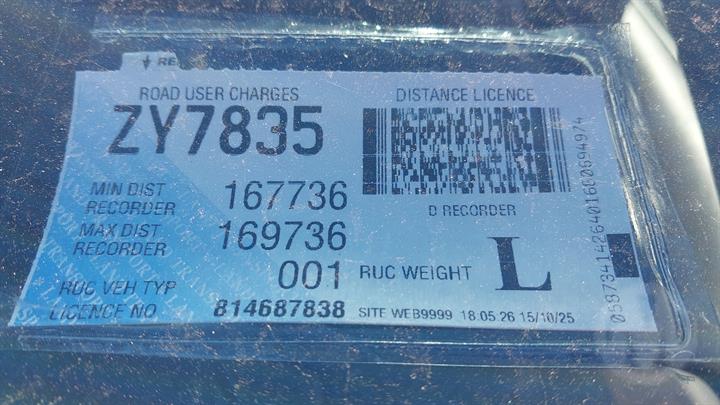 RE
ROAD USER CHARGES
DISTANCE LICENCE
ZY7835
MIN DIST RECORDER 167736
D RECORDER
MAX DIST RECORDER 169736
RUC VEH TYP 001
RUC WEIGHT L
LICENCE NO 814687838
SITE WEB9999 18.05.26 15/10/25